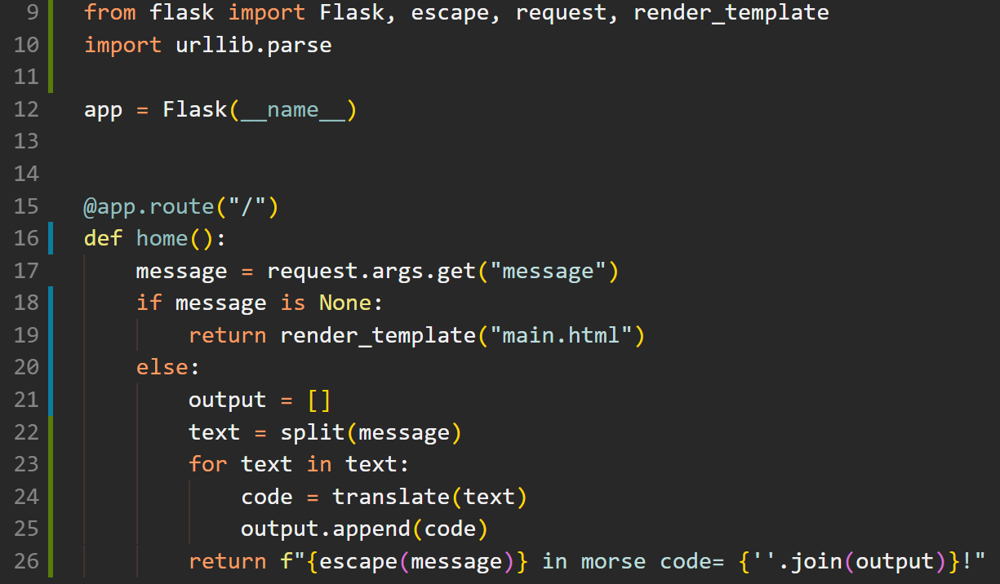 9 from flask import Flask, escape, request, render_template
10 import urllib.parse
11
12 app = Flask(__name__)
13
14
15 @app.route("/")
16 def home():
17     message = request.args.get("message")
18     if message is None:
19         return render_template("main.html")
20     else:
21         output = []
22         text = split(message)
23         for text in text:
24             code = translate(text)
25             output.append(code)
26         return f"{escape(message)} in morse code= {''.join(output)}!"